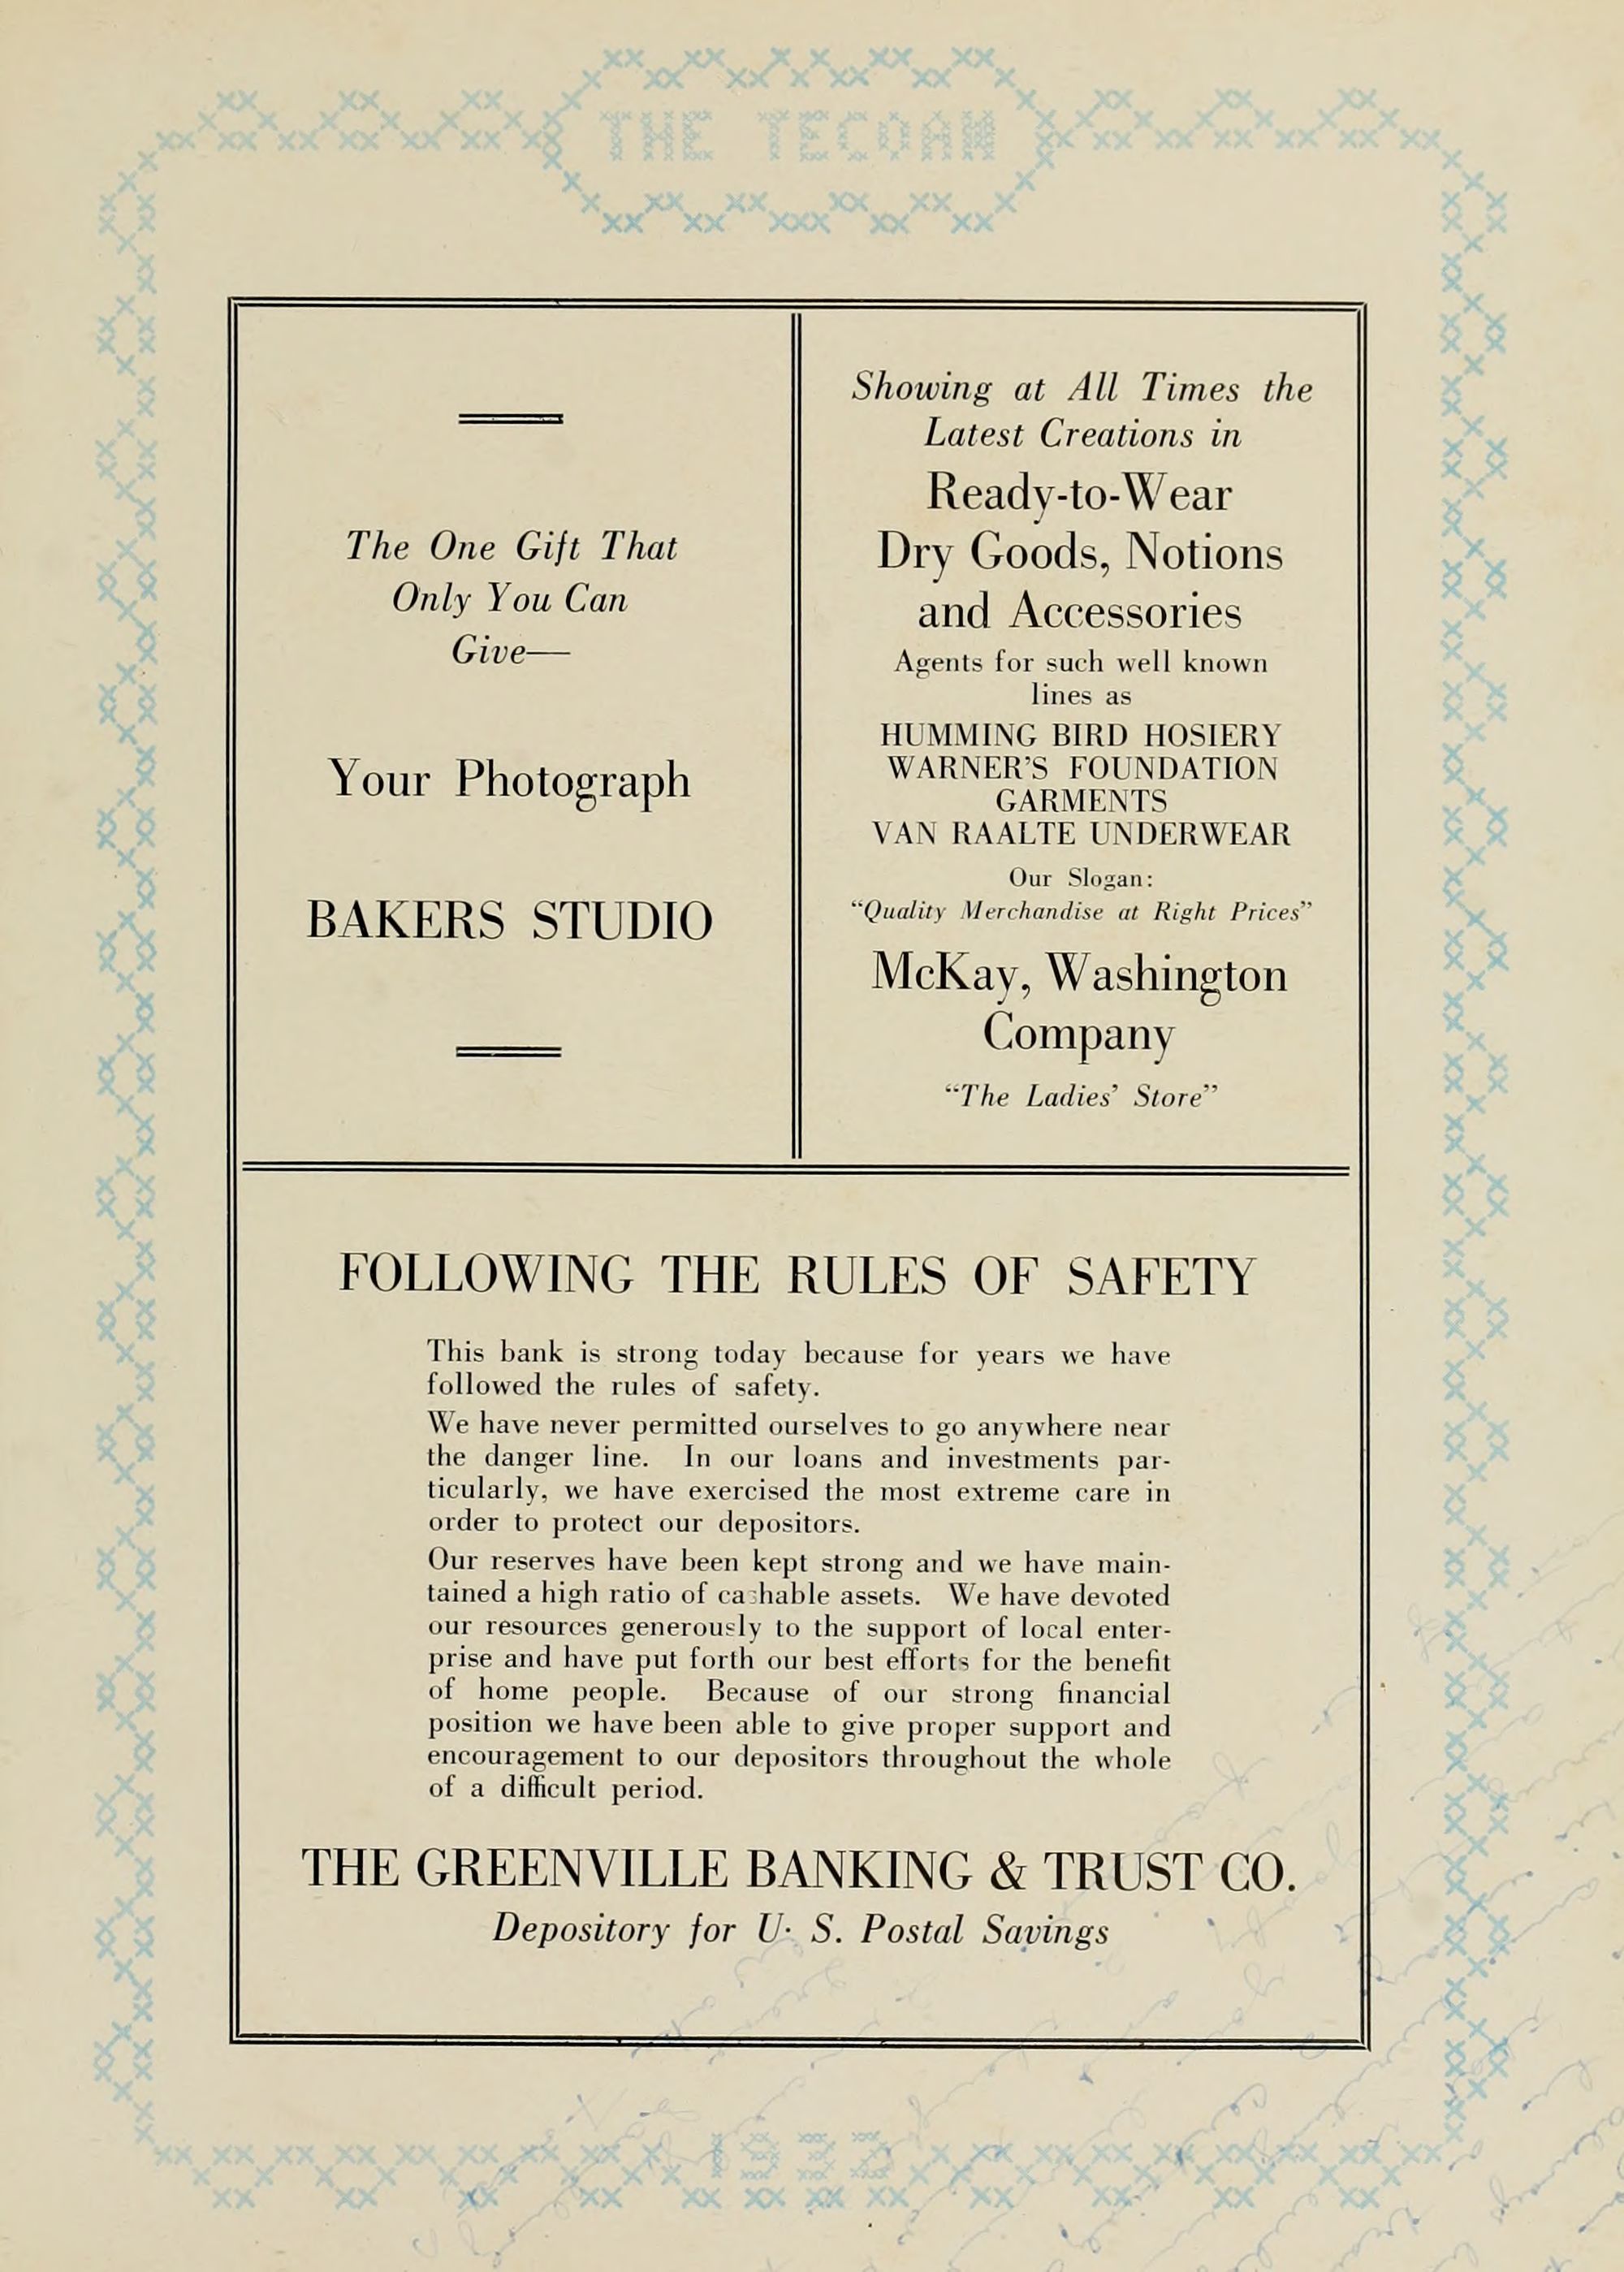 THE TECOAN
The One Gift That
Only You Can
Give—
Your Photograph
BAKERS STUDIO
Showing at All Times the
Latest Creations in
Ready-to-Wear
Dry Goods, Notions
and Accessories
Agents for such well known
lines as
HUMMING BIRD HOSIERY
WARNER'S FOUNDATION
GARMENTS
VAN RAALTE UNDERWEAR
Our Slogan:
“Quality Merchandise at Right Prices”
McKay, Washington
Company
“The Ladies’ Store”
FOLLOWING THE RULES OF SAFETY
This bank is strong today because for years we have
followed the rules of safety.
We have never permitted ourselves to go anywhere near
the danger line. In our loans and investments par-
ticularly, we have exercised the most extreme care in
order to protect our depositors.
Our reserves have been kept strong and we have main-
tained a high ratio of cashable assets. We have devoted
our resources generously to the support of local enter-
prise and have put forth our best efforts for the benefit
of home people. Because of our strong financial
position we have been able to give proper support and
encouragement to our depositors throughout the whole
of a difficult period.
THE GREENVILLE BANKING & TRUST CO.
Depository for U. S. Postal Savings